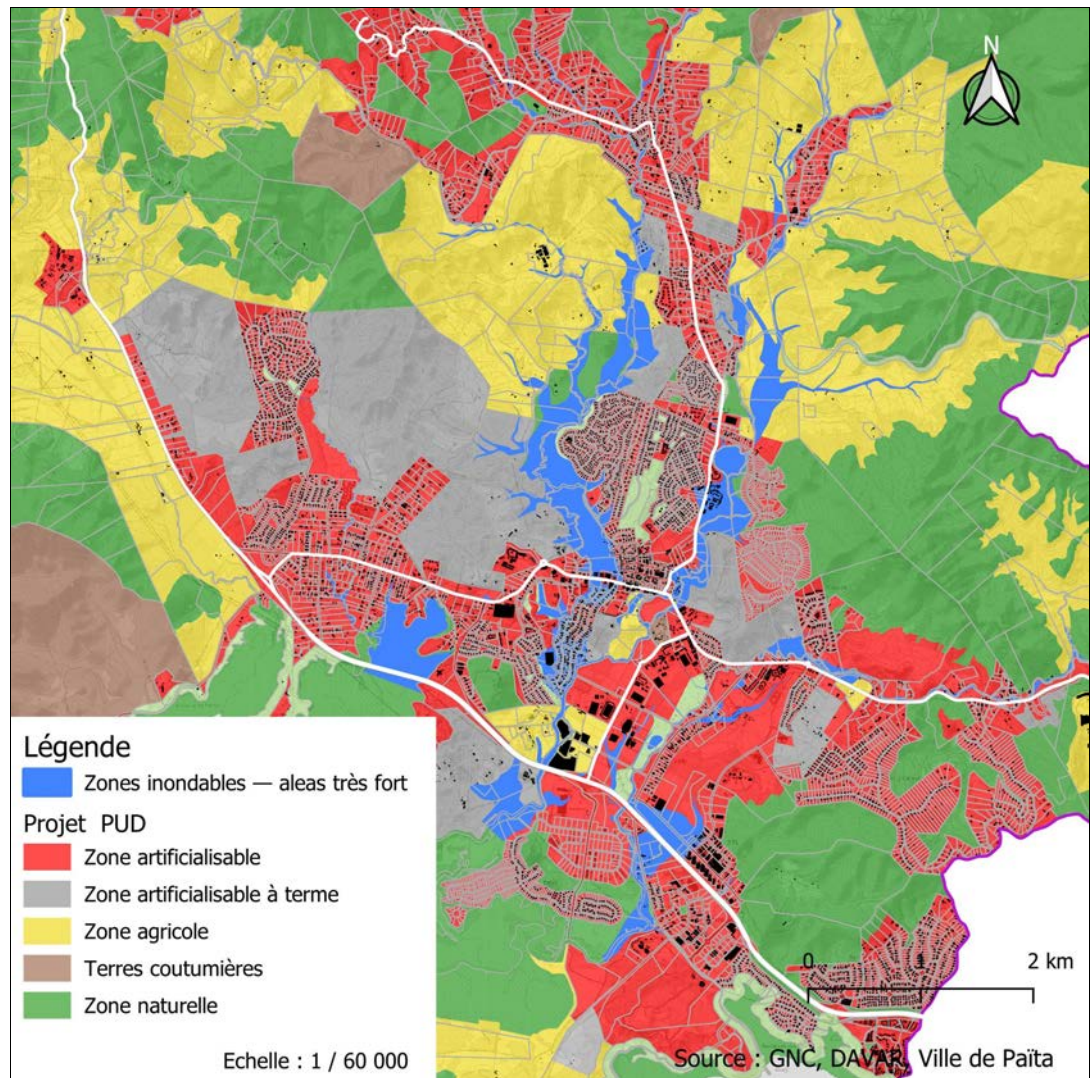 N
Légende
Zones inondables — aleas très fort
Projet PUD
Zone artificialisable
Zone artificialisable à terme
Zone agricole
Terres coutumières
Zone naturelle
Echelle : 1 / 60 000
0 1 2 km
Source : GNC, DAVAR, Ville de Païta